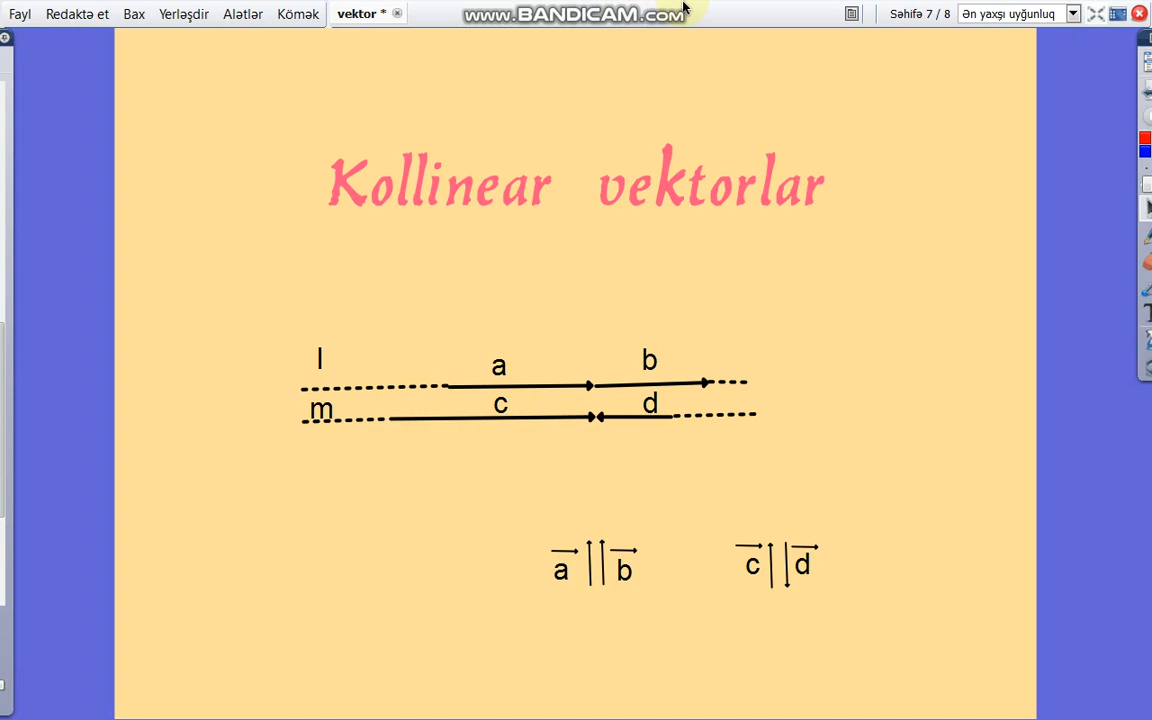 Fayl Redaktə et Bax Yerləşdir Alətlər Kömək vektor * www.BANDICAM.com Səhifə 7 / 8 Ən yaxşı uyğunluq
Kollinear vektorlar
l a b
m c d
a b c d